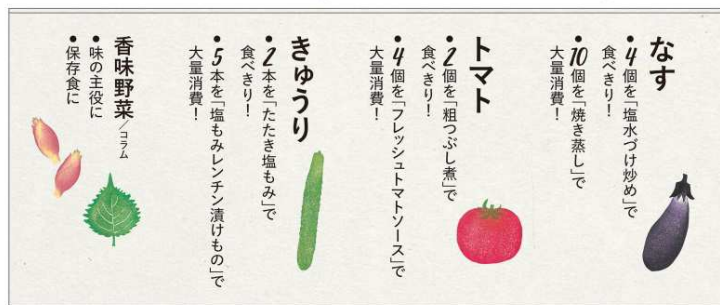 なす
• 4個を「塩水づけ炒め」で
食べきり！
• 10個を「焼き蒸し」で
大量消費！
トマト
• 2個を「粗つぶし煮」で
食べきり！
• 4個を「フレッシュトマトソース」で
大量消費！
きゅうり
• 2本を「たたき塩もみ」で
食べきり！
• 5本を「塩もみレンチン漬けもの」で
大量消費！
香味野菜／コラム
• 味の主役に
• 保存食に